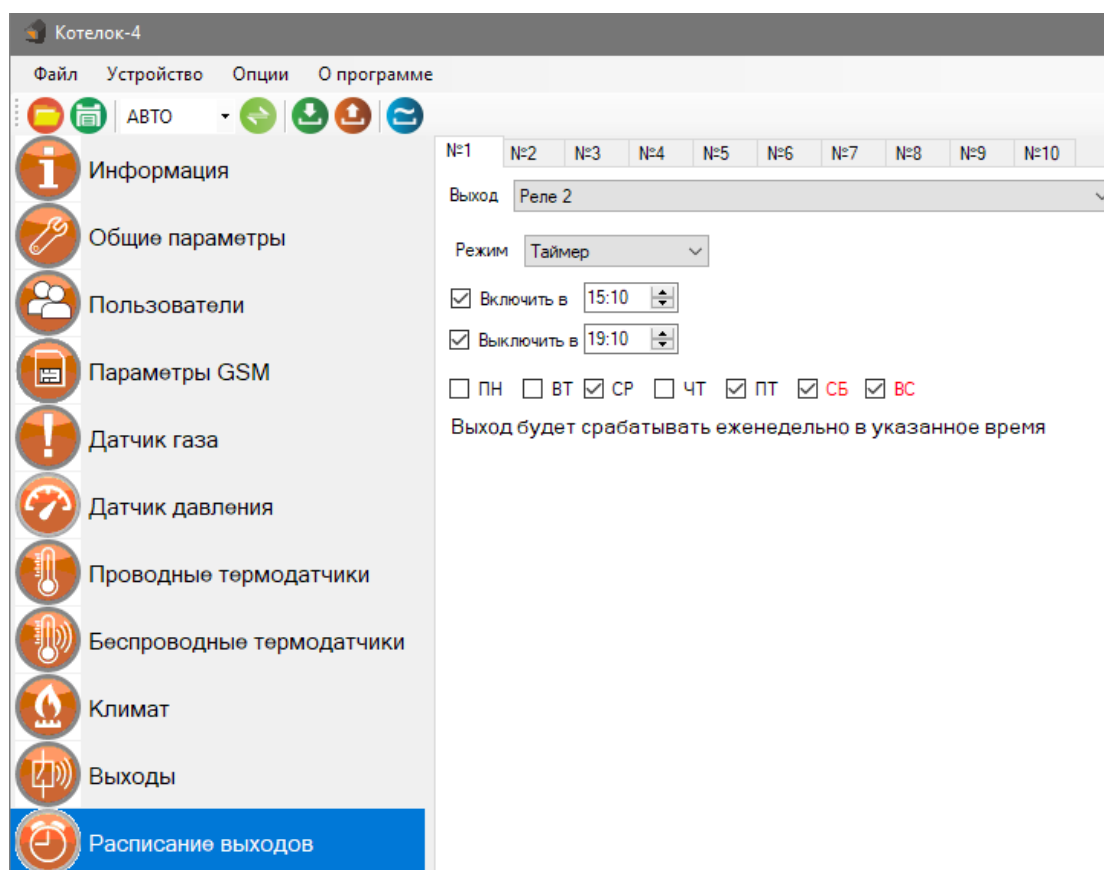 Котелок-4
Файл Устройство Опции О программе
АВТО
Информация
Общие параметры
Пользователи
Параметры GSM
Датчик газа
Датчик давления
Проводные термодатчики
Беспроводные термодатчики
Климат
Выходы
Расписание выходов
№1 №2 №3 №4 №5 №6 №7 №8 №9 №10
Выход Реле 2
Режим Таймер
Включить в 15:10
Выключить в 19:10
ПН ВТ СР ЧТ ПТ СБ ВС
Выход будет срабатывать еженедельно в указанное время